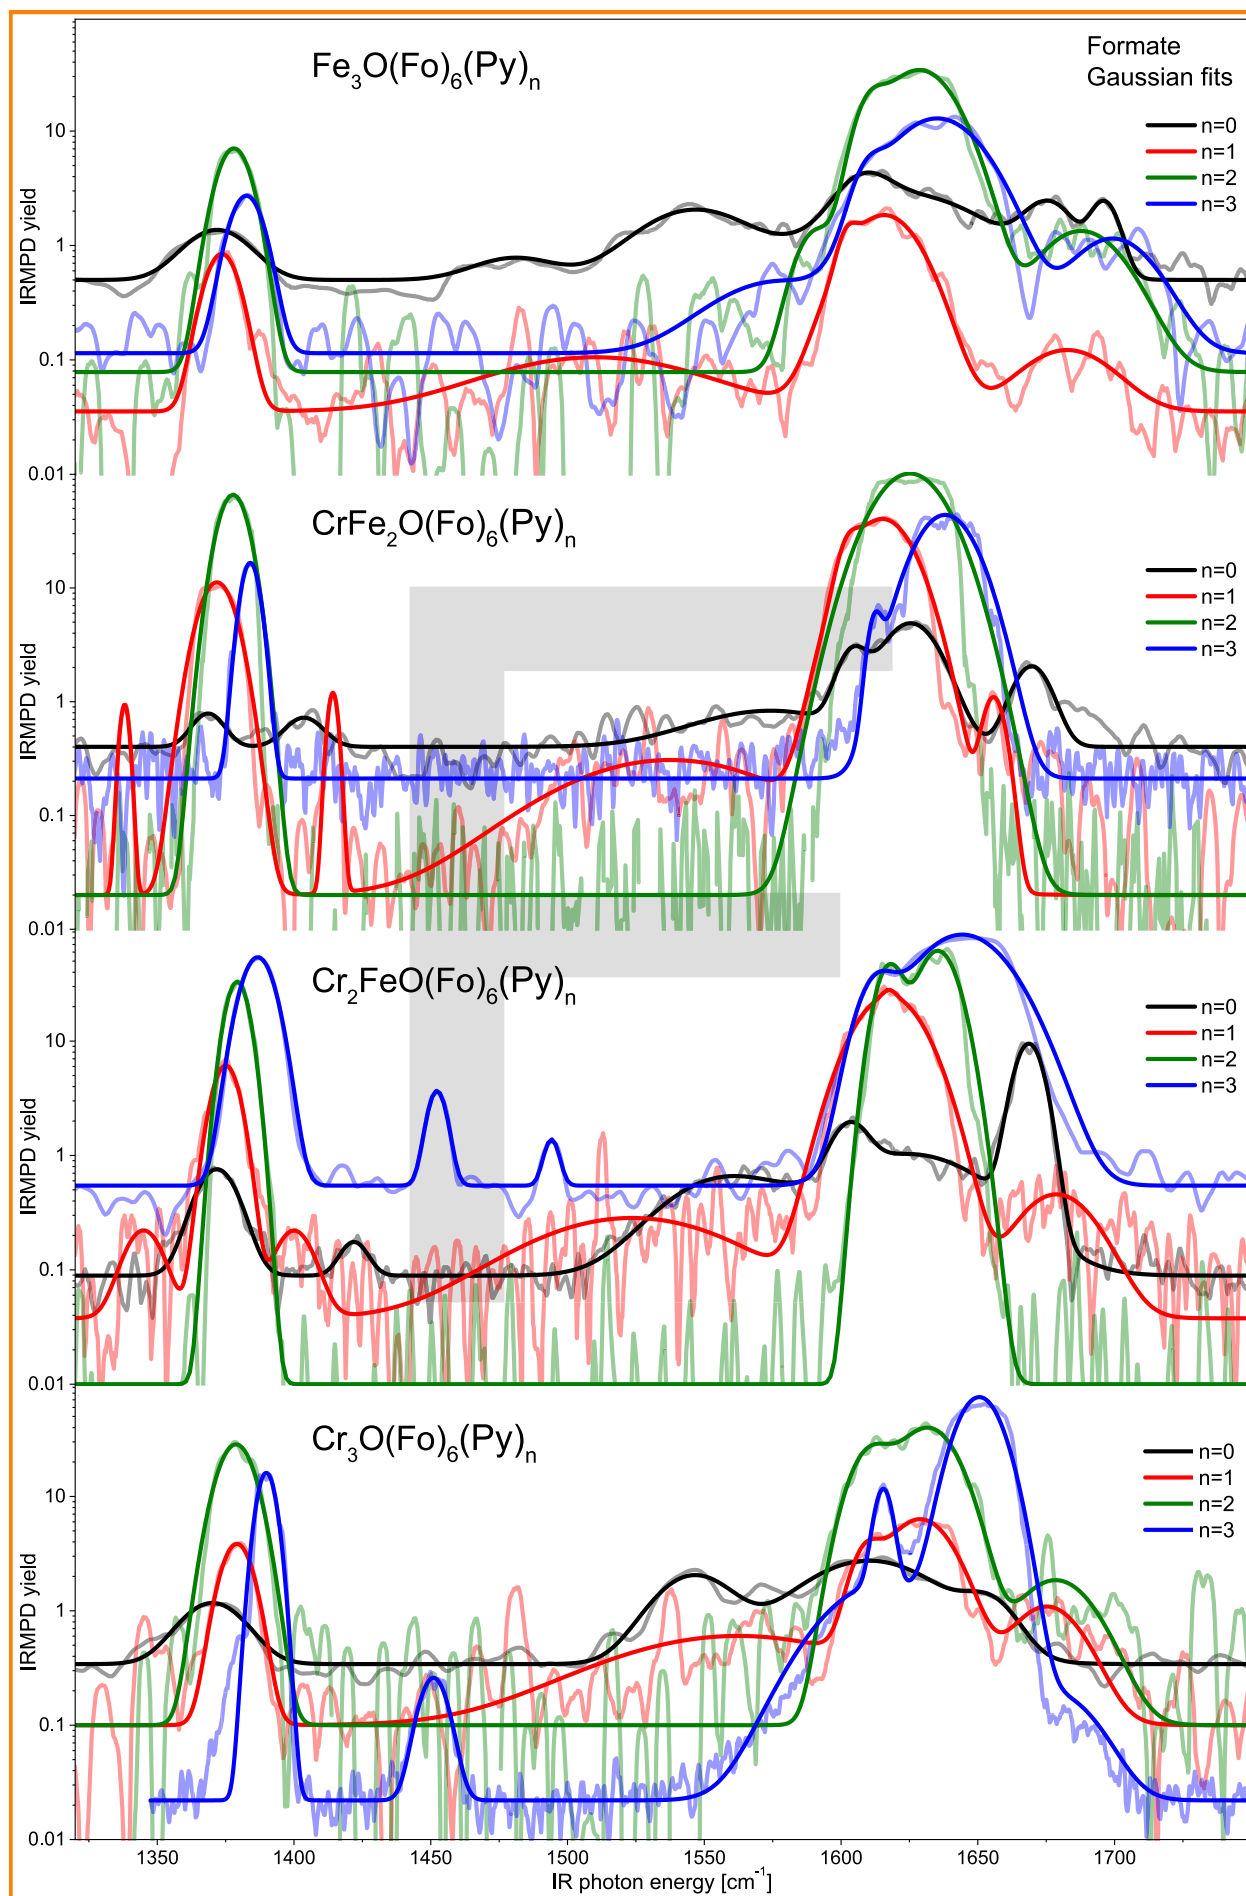 Fe3O(Fo)6(Py)n
Formate
Gaussian fits
n=0
n=1
n=2
n=3
10
1
0.1
0.01
IRMPD yield
CrFe2O(Fo)6(Py)n
n=0
n=1
n=2
n=3
10
1
0.1
0.01
IRMPD yield
Cr2FeO(Fo)6(Py)n
n=0
n=1
n=2
n=3
10
1
0.1
0.01
IRMPD yield
Cr3O(Fo)6(Py)n
n=0
n=1
n=2
n=3
10
1
0.1
0.01
IRMPD yield
1350 1400 1450 1500 1550 1600 1650 1700
IR photon energy [cm-1]